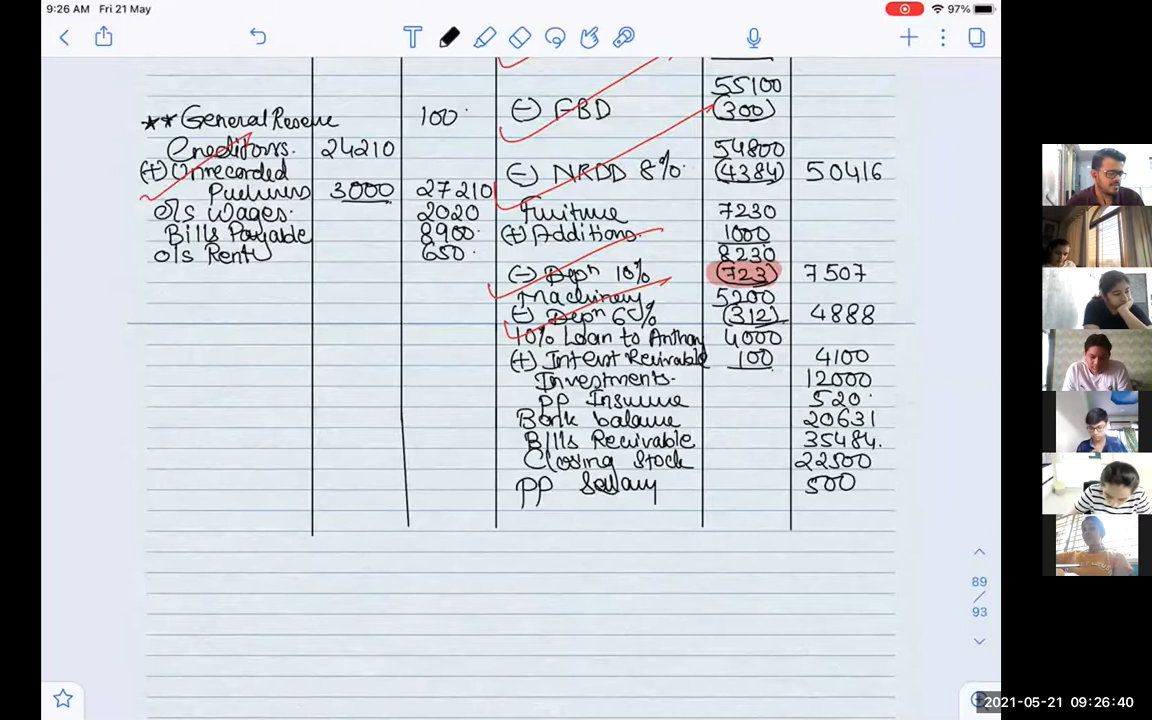 9:26 AM Fri 21 May
97%
T
55100
(-) FBD (300)
** General Reserve 100
54800
Creditors. 24210
(-) NRDD 8% (4384) 50416
(+) Unrecorded
Purchases 3000 27210
Furniture 7230
O/s Wages. 2020
(+) Additions. 1000
Bills Payable 8900
8230
O/s Rent 650
(-) Depn 10% (723) 7507
Machinery 5200
(-) Depn 6% (312) 4888
10% Loan to Anthony 4000
(+) Interest Receivable 100 4100
Investments. 12000
PP Insurance 520
Bank balance 20631
Bills Receivable 35484.
Closing Stock 22500
PP Salary 500
89
/
93
2021-05-21 09:26:40